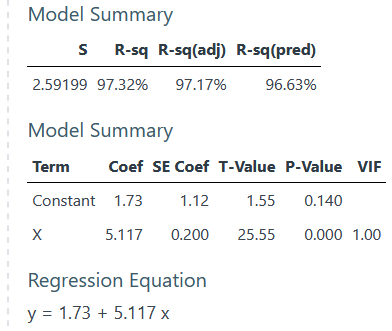 Model Summary
S R-sq R-sq(adj) R-sq(pred)
2.59199 97.32% 97.17% 96.63%
Model Summary
Term Coef SE Coef T-Value P-Value VIF
Constant 1.73 1.12 1.55 0.140
X 5.117 0.200 25.55 0.000 1.00
Regression Equation
y = 1.73 + 5.117 x